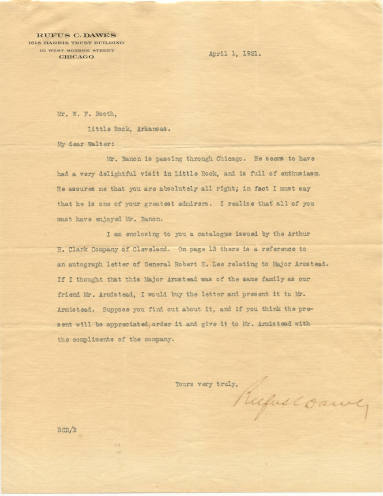 RUFUS C. DAWES
1616 HARRIS TRUST BUILDING
111 WEST MONROE STREET
CHICAGO
April 1, 1921.
Mr. W. F. Booth,
Little Rock, Arkansas.
My dear Walter:
Mr. Banon is passing through Chicago. He seems to
had a very delightful visit in Little Rock, and is full of enthusiasm.
He assures me that you are absolutely all right; in fact I must say
that he is one of your greatest admirers. I realize that all of you
must have enjoyed Mr. Banon.
I am enclosing to you a catalogue issued by the Arthur
H. Clark Company of Cleveland. On page 13 there is a reference to
an autograph letter of General Robert E. Lee relating to Major Armstead.
If I thought that this Major Armstead was of the same family as our
friend Mr. Armistead, I would buy the letter and present it to Mr.
Armistead. Suppose you find out about it, and if you think the pre-
sent will be appreciated, order it and give it to Mr. Armistead with
the compliments of the company.
Yours very truly,
Rufus C Dawes
RCD/R